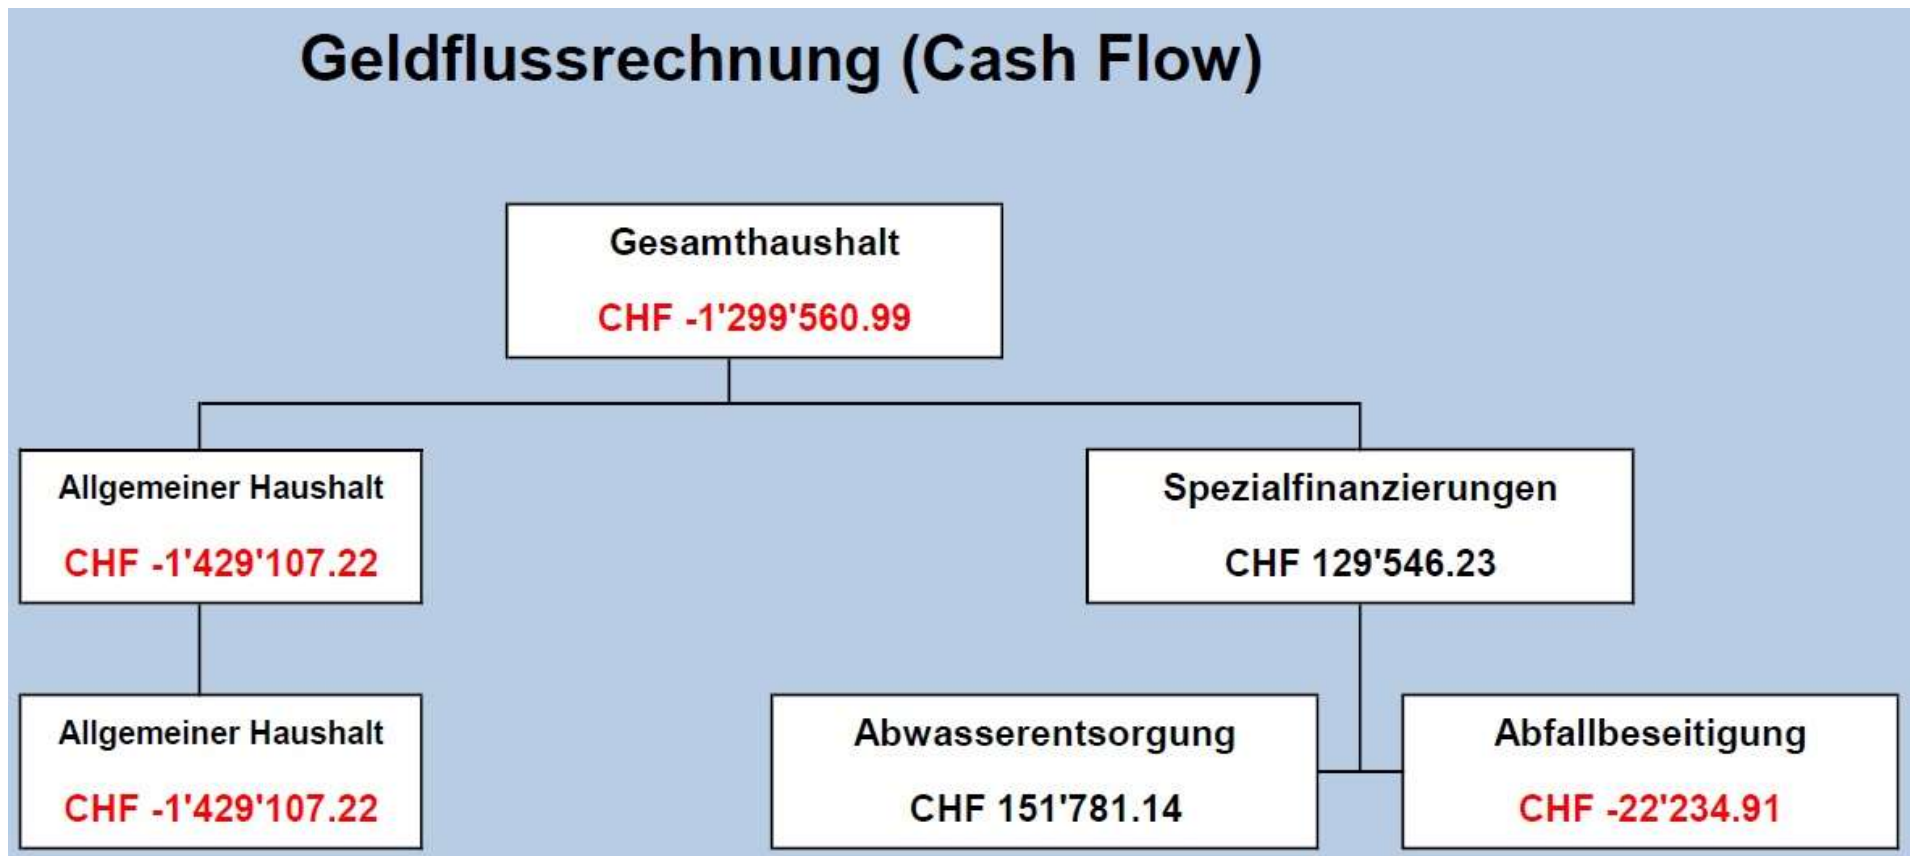 Geldflussrechnung (Cash Flow)
Gesamthaushalt
CHF -1'299'560.99
Allgemeiner Haushalt
CHF -1'429'107.22
Spezialfinanzierungen
CHF 129'546.23
Allgemeiner Haushalt
CHF -1'429'107.22
Abwasserentsorgung
CHF 151'781.14
Abfallbeseitigung
CHF -22'234.91